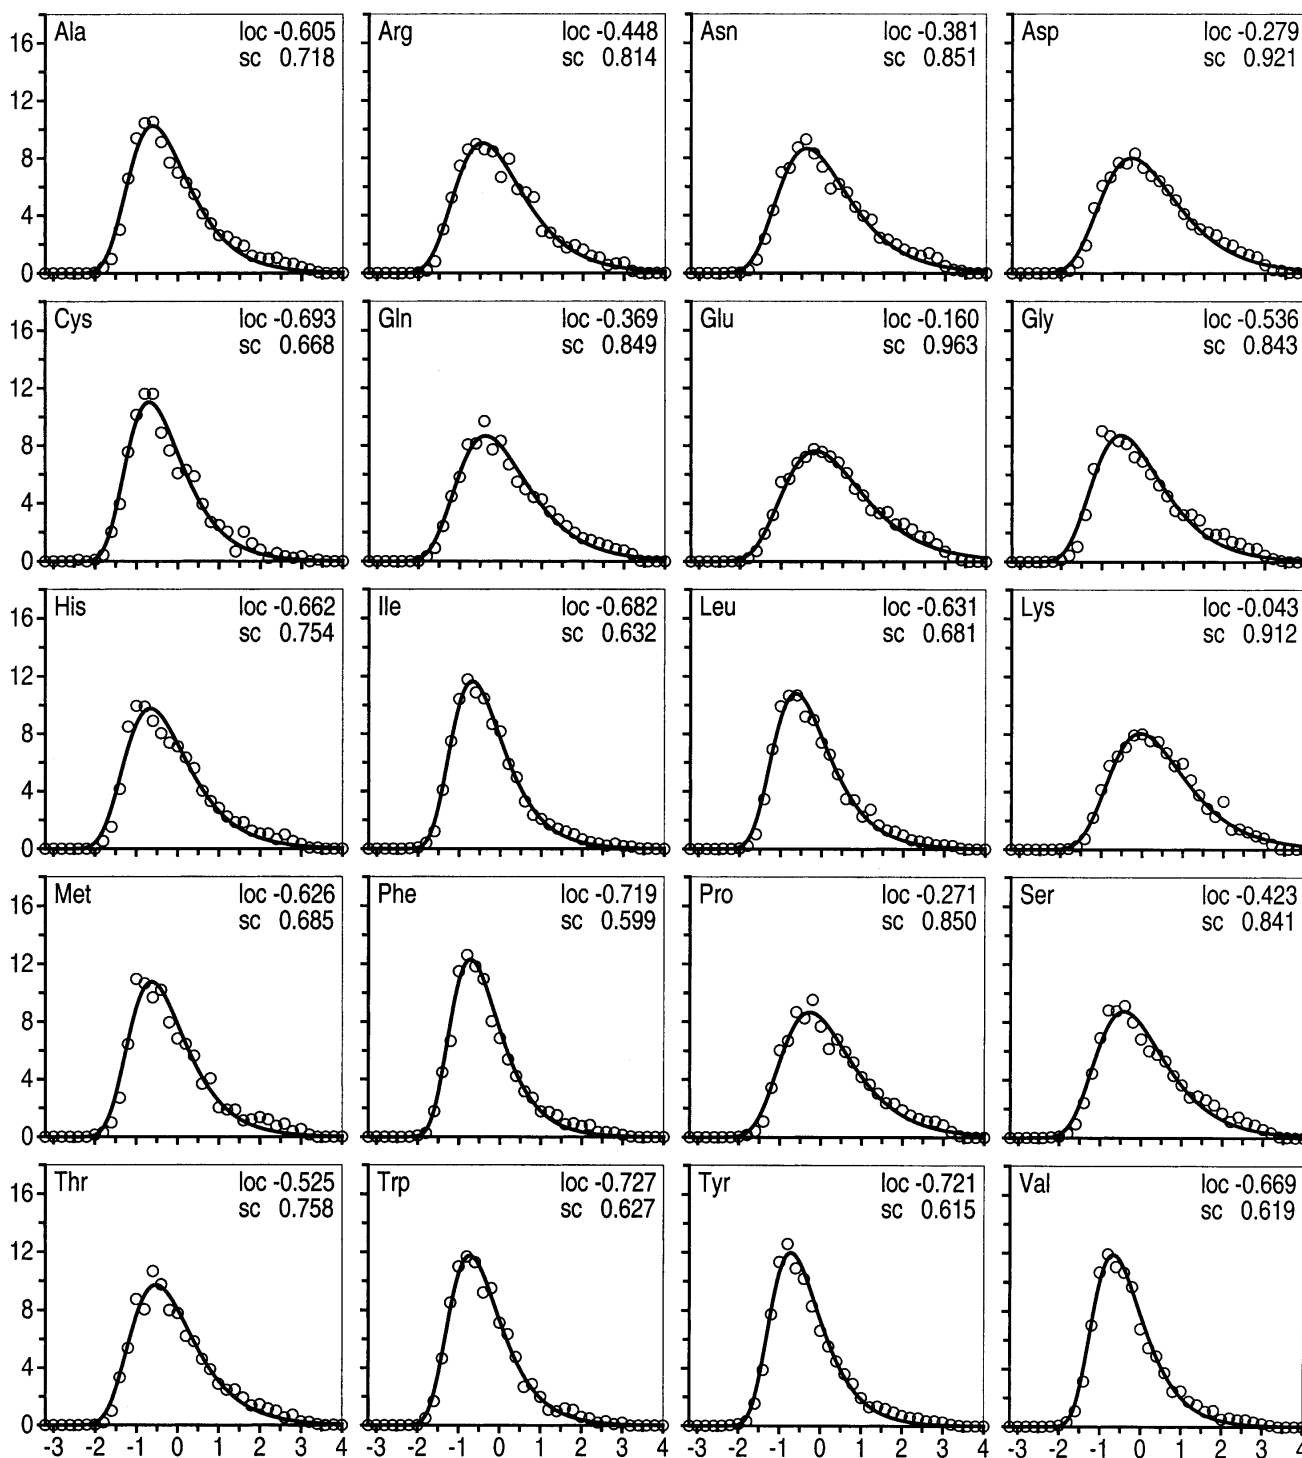 Ala loc -0.605
sc 0.718
Arg loc -0.448
sc 0.814
Asn loc -0.381
sc 0.851
Asp loc -0.279
sc 0.921
16
12
8
4
0
Cys loc -0.693
sc 0.668
Gln loc -0.369
sc 0.849
Glu loc -0.160
sc 0.963
Gly loc -0.536
sc 0.843
16
12
8
4
0
His loc -0.662
sc 0.754
Ile loc -0.682
sc 0.632
Leu loc -0.631
sc 0.681
Lys loc -0.043
sc 0.912
16
12
8
4
0
Met loc -0.626
sc 0.685
Phe loc -0.719
sc 0.599
Pro loc -0.271
sc 0.850
Ser loc -0.423
sc 0.841
16
12
8
4
0
Thr loc -0.525
sc 0.758
Trp loc -0.727
sc 0.627
Tyr loc -0.721
sc 0.615
Val loc -0.669
sc 0.619
16
12
8
4
0
-3 -2 -1 0 1 2 3 4
-3 -2 -1 0 1 2 3 4
-3 -2 -1 0 1 2 3 4
-3 -2 -1 0 1 2 3 4